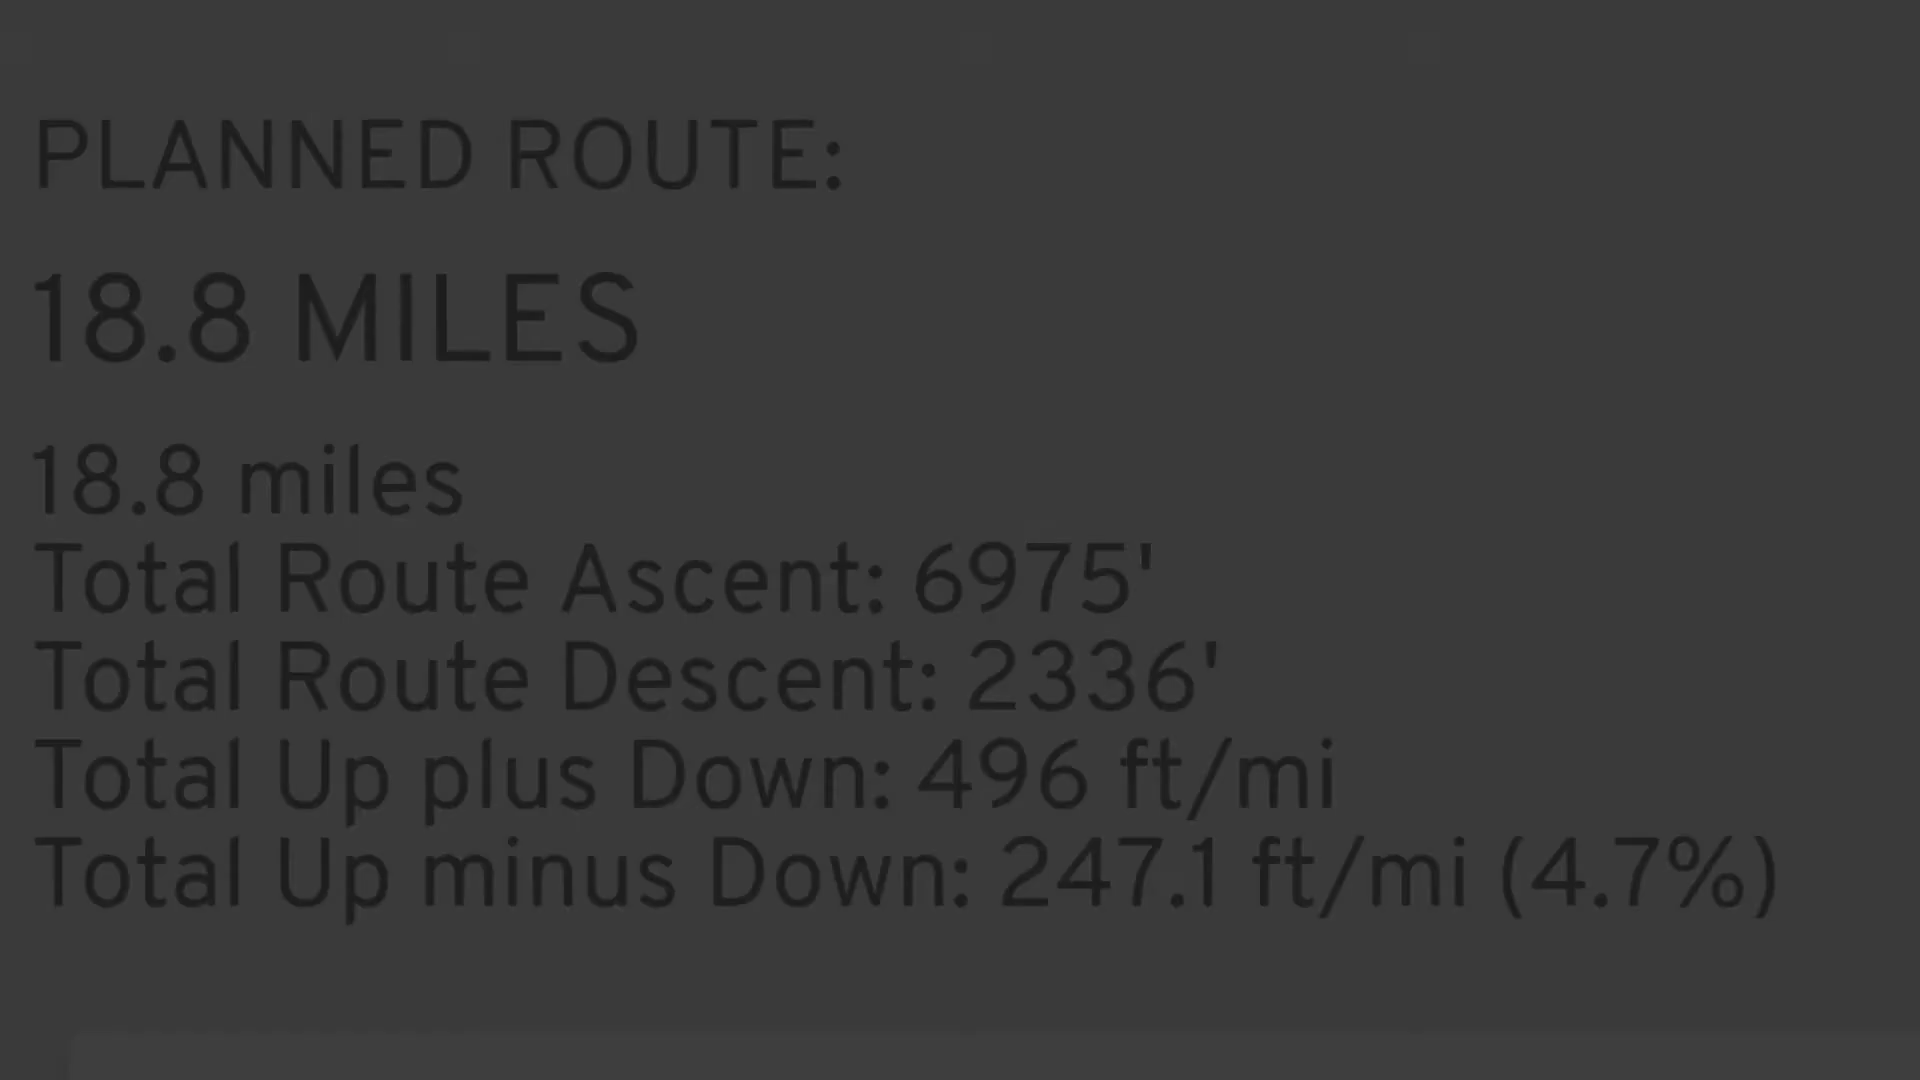 PLANNED ROUTE:
18.8 MILES
18.8 miles
Total Route Ascent: 6975'
Total Route Descent: 2336'
Total Up plus Down: 496 ft/mi
Total Up minus Down: 247.1 ft/mi (4.7%)